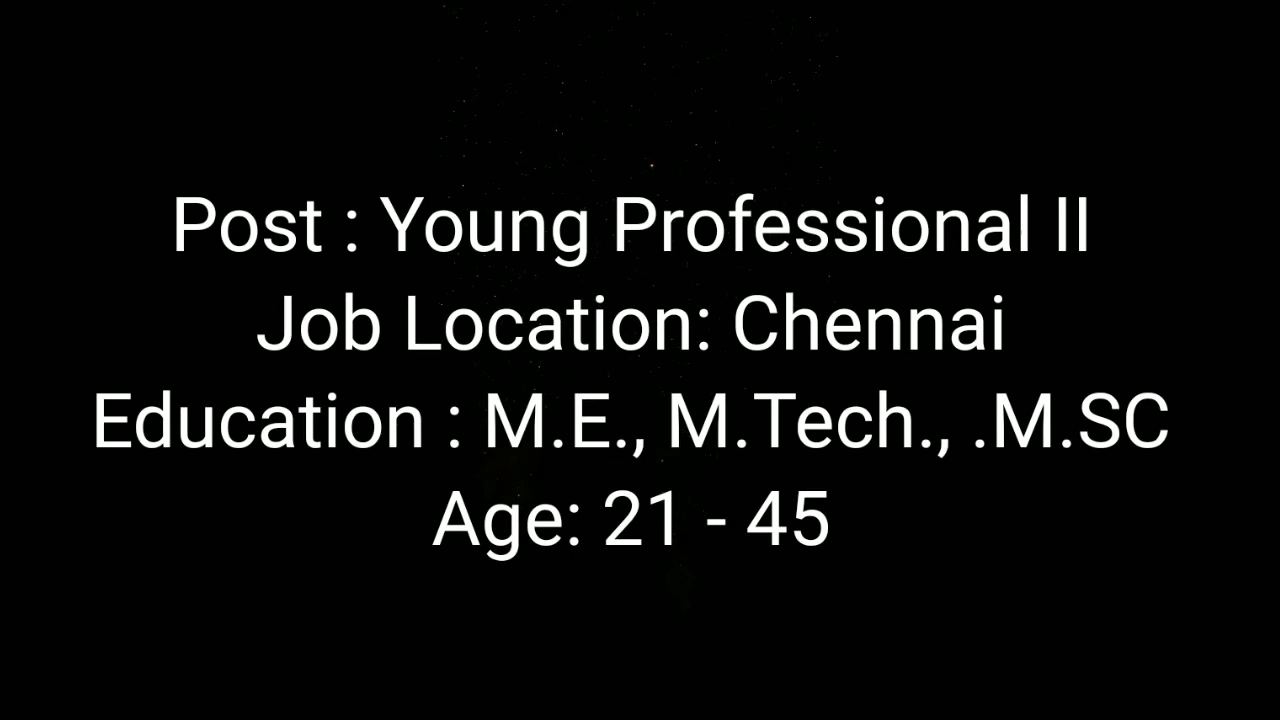 Post : Young Professional II
Job Location: Chennai
Education : M.E., M.Tech., .M.SC
Age: 21 - 45